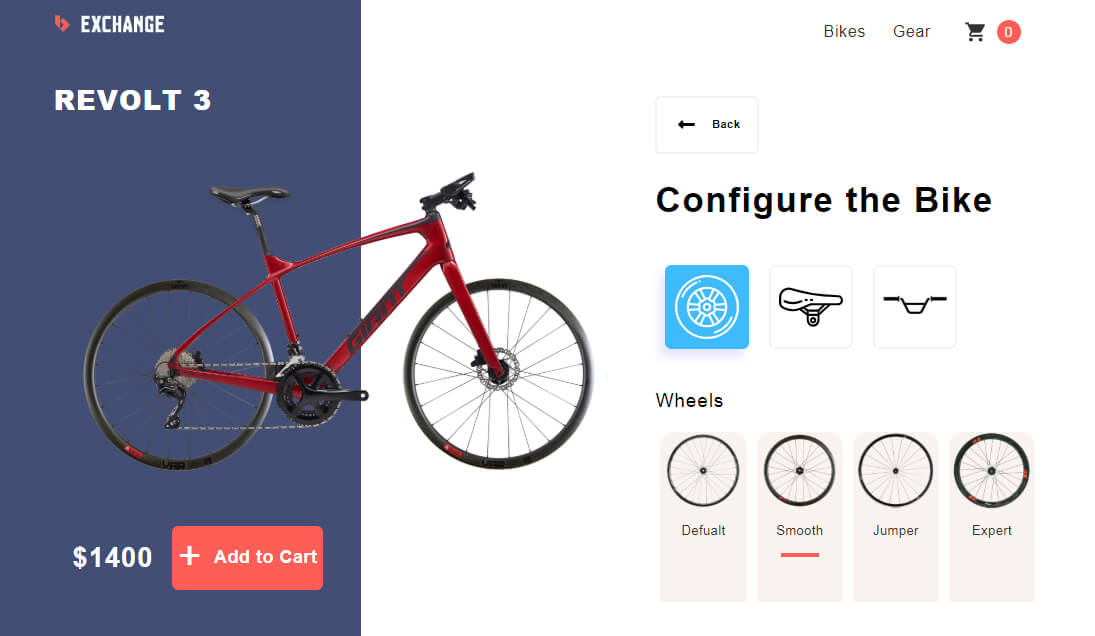 EXCHANGE
Bikes Gear 0
REVOLT 3
Back
Configure the Bike
GIANT
Wheels
Defualt Smooth Jumper Expert
$1400
+ Add to Cart